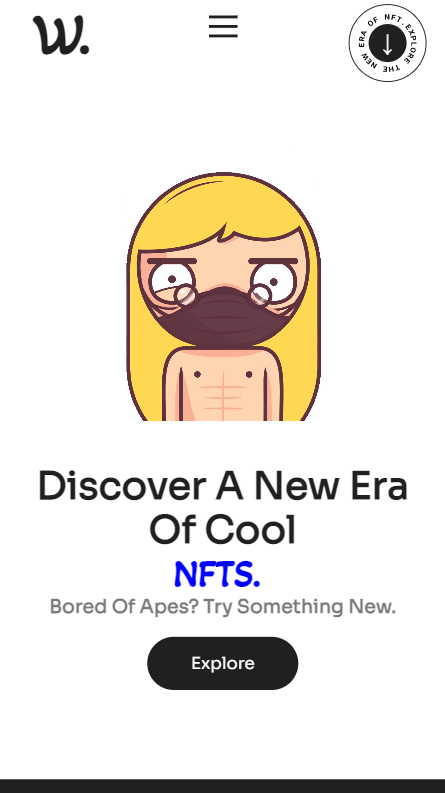 W.
EXPLORE THE NEW ERA OF NFT.
Discover A New Era
Of Cool
NFTS.
Bored Of Apes? Try Something New.
Explore